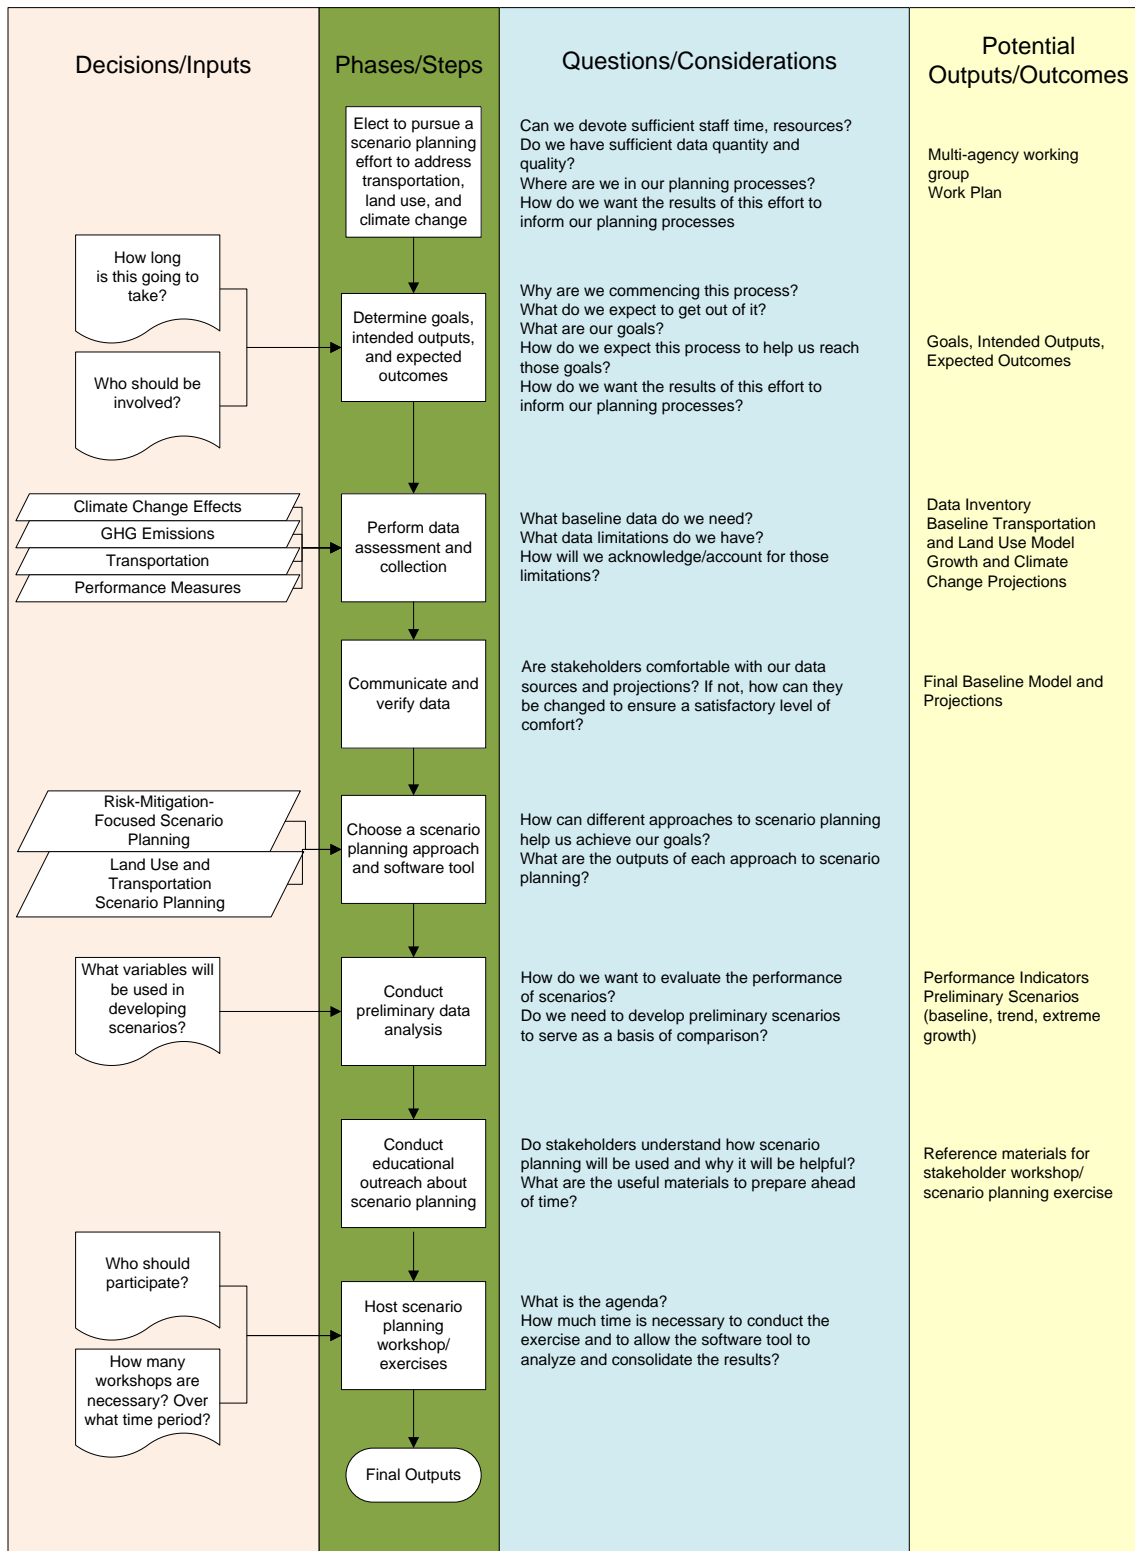 Decisions/Inputs
Phases/Steps
Questions/Considerations
Potential
Outputs/Outcomes
Elect to pursue a
scenario planning
effort to address
transportation,
land use, and
climate change
Can we devote sufficient staff time, resources?
Do we have sufficient data quantity and
quality?
Where are we in our planning processes?
How do we want the results of this effort to
inform our planning processes
Multi-agency working
group
Work Plan
How long
is this going to
take?
Who should be
involved?
Determine goals,
intended outputs,
and expected
outcomes
Why are we commencing this process?
What do we expect to get out of it?
What are our goals?
How do we expect this process to help us reach
those goals?
How do we want the results of this effort to
inform our planning processes?
Goals, Intended Outputs,
Expected Outcomes
Climate Change Effects
GHG Emissions
Transportation
Performance Measures
Perform data
assessment and
collection
What baseline data do we need?
What data limitations do we have?
How will we acknowledge/account for those
limitations?
Data Inventory
Baseline Transportation
and Land Use Model
Growth and Climate
Change Projections
Communicate and
verify data
Are stakeholders comfortable with our data
sources and projections? If not, how can they
be changed to ensure a satisfactory level of
comfort?
Final Baseline Model and
Projections
Risk-Mitigation-
Focused Scenario
Planning
Land Use and
Transportation
Scenario Planning
Choose a scenario
planning approach
and software tool
How can different approaches to scenario planning
help us achieve our goals?
What are the outputs of each approach to scenario
planning?
What variables will
be used in
developing
scenarios?
Conduct
preliminary data
analysis
How do we want to evaluate the performance
of scenarios?
Do we need to develop preliminary scenarios
to serve as a basis of comparison?
Performance Indicators
Preliminary Scenarios
(baseline, trend, extreme
growth)
Conduct
educational
outreach about
scenario planning
Do stakeholders understand how scenario
planning will be used and why it will be helpful?
What are the useful materials to prepare ahead
of time?
Reference materials for
stakeholder workshop/
scenario planning exercise
Who should
participate?
How many
workshops are
necessary? Over
what time period?
Host scenario
planning
workshop/
exercises
What is the agenda?
How much time is necessary to conduct the
exercise and to allow the software tool to
analyze and consolidate the results?
Final Outputs